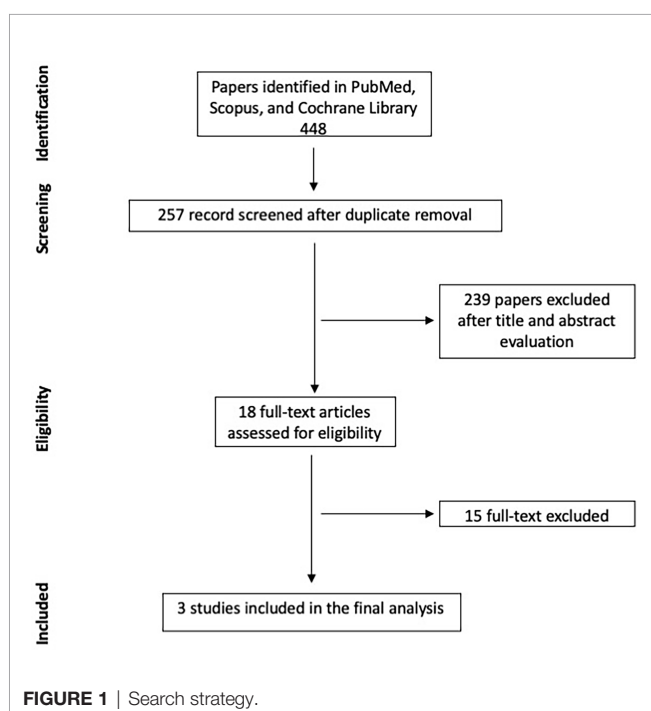 Identification
Papers identified in PubMed,
Scopus, and Cochrane Library
448
Screening
257 record screened after duplicate removal
239 papers excluded
after title and abstract
evaluation
Eligibility
18 full-text articles
assessed for eligibility
15 full-text excluded
Included
3 studies included in the final analysis
FIGURE 1 | Search strategy.